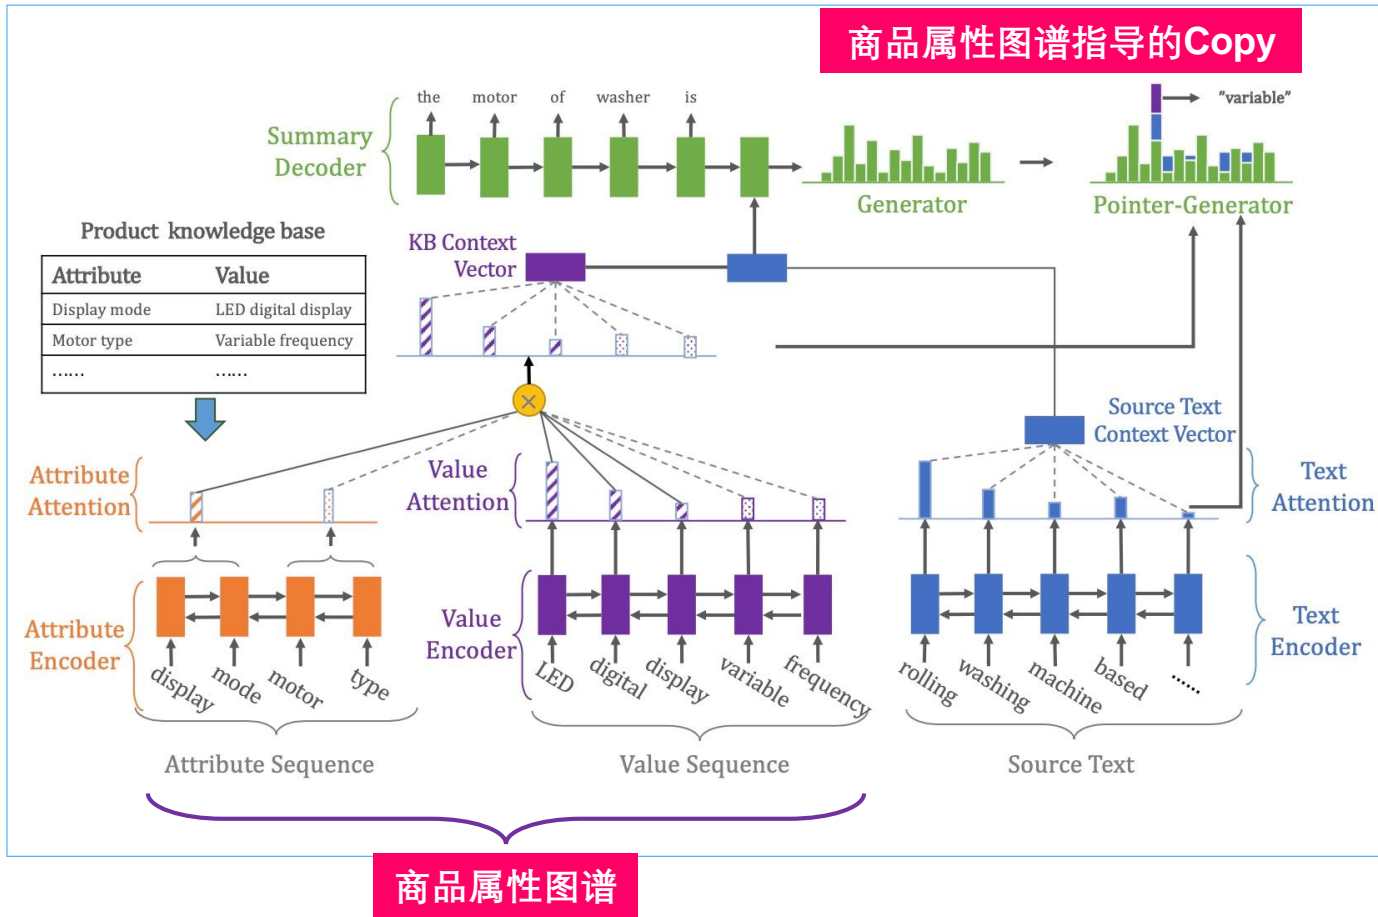 商品属性图谱指导的Copy
the motor of washer is
"variable"
Summary
Decoder
Generator
Pointer-Generator
Product knowledge base
Attribute Value
Display mode LED digital display
Motor type Variable frequency
...... ......
KB Context
Vector
Source Text
Context Vector
Attribute
Attention
Value
Attention
Text
Attention
Attribute
Encoder
Value
Encoder
Text
Encoder
display mode motor type
LED digital display variable frequency
rolling washing machine based ......
Attribute Sequence
Value Sequence
Source Text
商品属性图谱